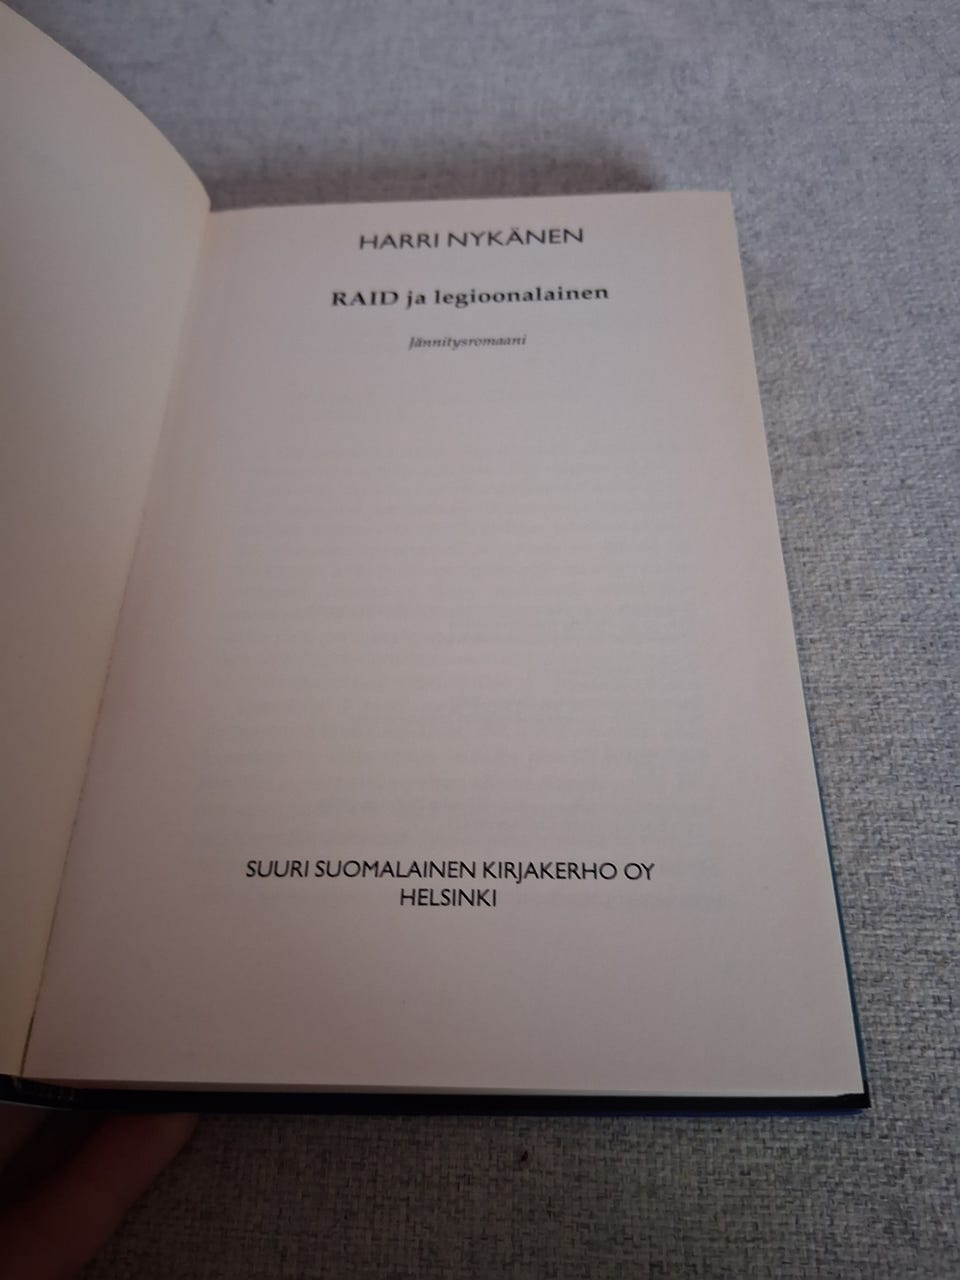 HARRI NYKÄNEN
RAID ja legioonalainen
Jännitysromaani
SUURI SUOMALAINEN KIRJAKERHO OY
HELSINKI